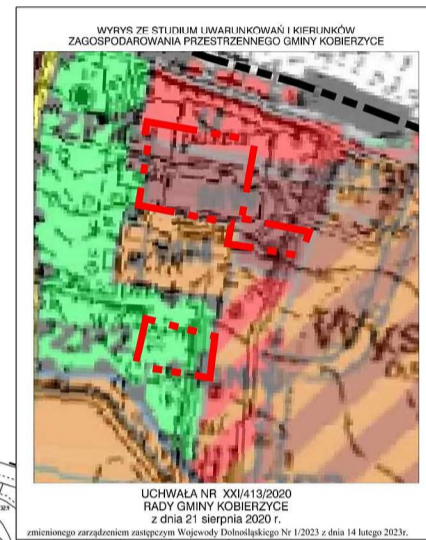 WYRYS ZE STUDIUM UWARUNKOWAŃ I KIERUNKÓW
ZAGOSPODAROWANIA PRZESTRZENNEGO GMINY KOBIERZYCE
UCHWAŁA NR XXI/413/2020
RADY GMINY KOBIERZYCE
z dnia 21 sierpnia 2020 r.
zmienionego zarządzeniem zastępczym Wojewody Dolnośląskiego Nr 1/2023 z dnia 14 lutego 2023r.